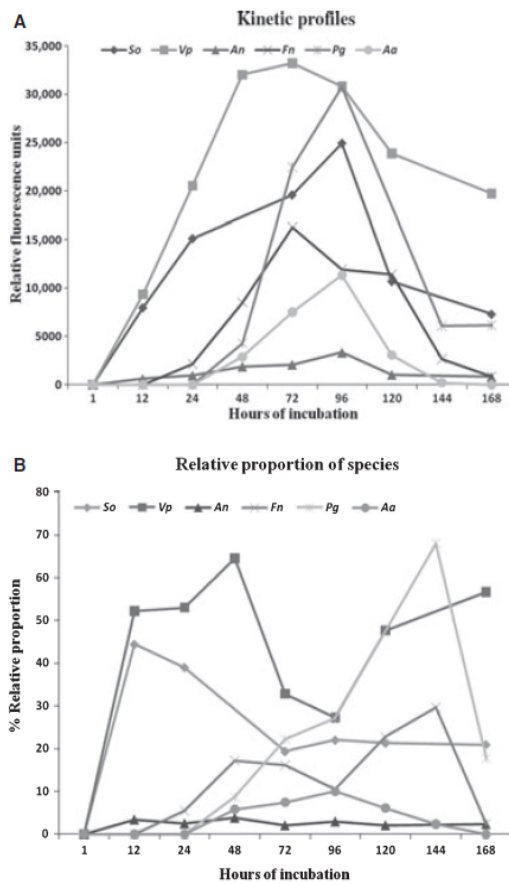 A
Kinetic profiles
So Vp An Fn Pg Aa
35,000
30,000
25,000
20,000
15,000
10,000
5000
0
Relative fluorescence units
1 12 24 48 72 96 120 144 168
Hours of incubation
B
Relative proportion of species
So Vp An Fn Pg Aa
80
70
60
50
40
30
20
10
0
% Relative proportion
1 12 24 48 72 96 120 144 168
Hours of incubation